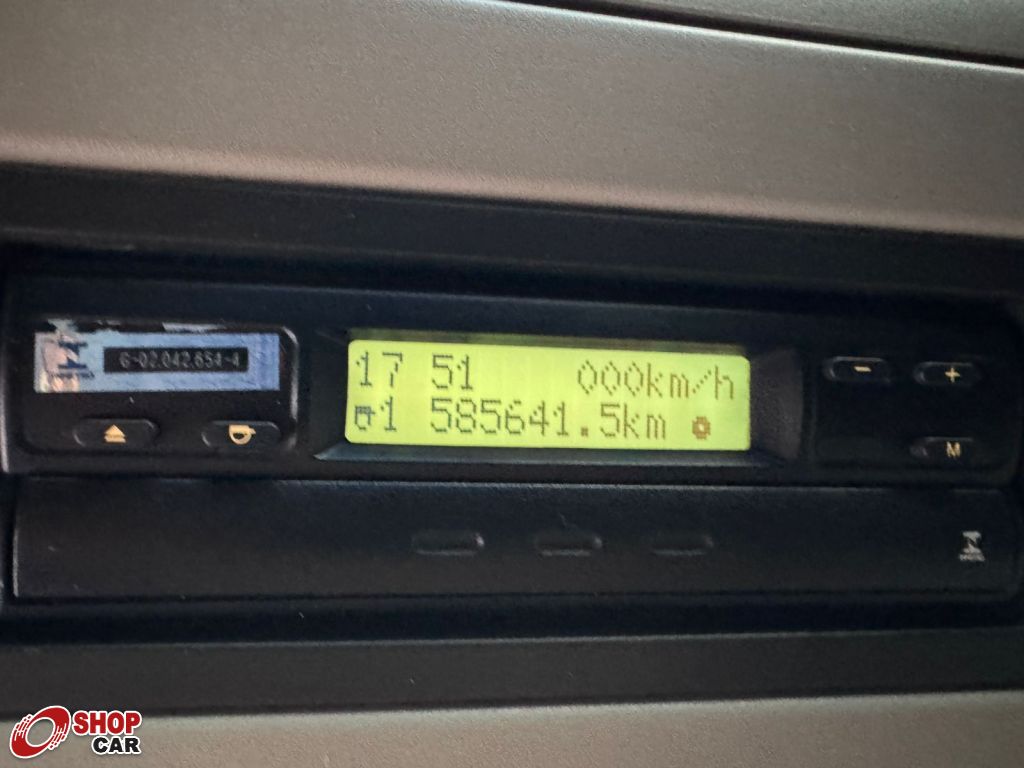 6-02.042.654-4
17 51 000km/h
1 585641.5km
- +
M
SHOP
CAR